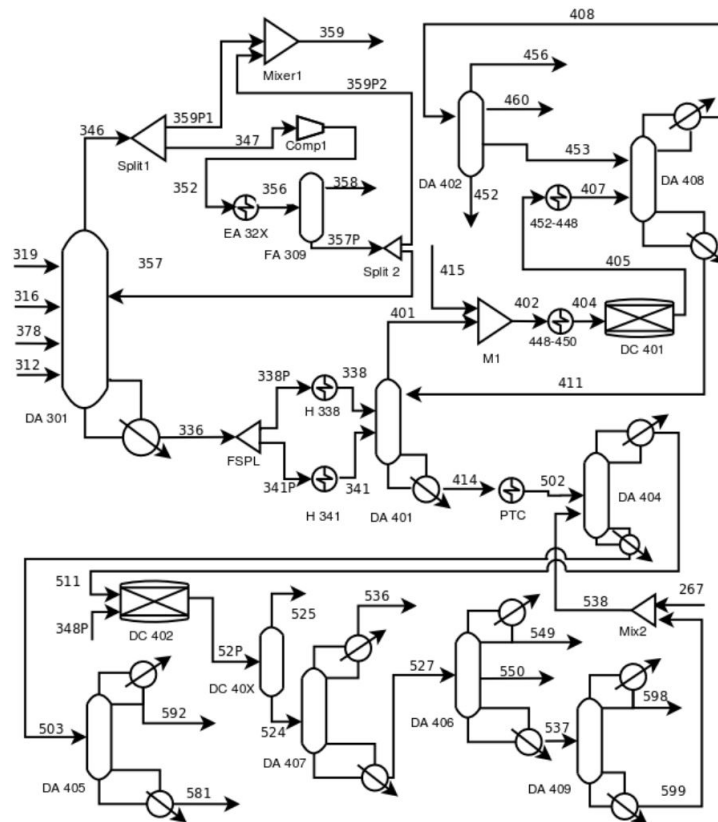 408
456
359
Mixer1
359P1
359P2
460
346
347
Split1
Comp1
453
DA 402
DA 408
352
356
358
452
407
EA 32X
452-448
FA 309
357P
319
357
Split 2
405
415
316
401
402
404
378
M1
448-450
DC 401
312
338P
338
411
DA 301
H 338
336
FSPL
341P
341
414
502
DA 404
H 341
DA 401
PTC
511
536
538
267
348P
DC 402
525
Mix2
52P
549
527
550
DC 40X
503
592
524
537
598
DA 406
DA 407
DA 405
581
DA 409
599